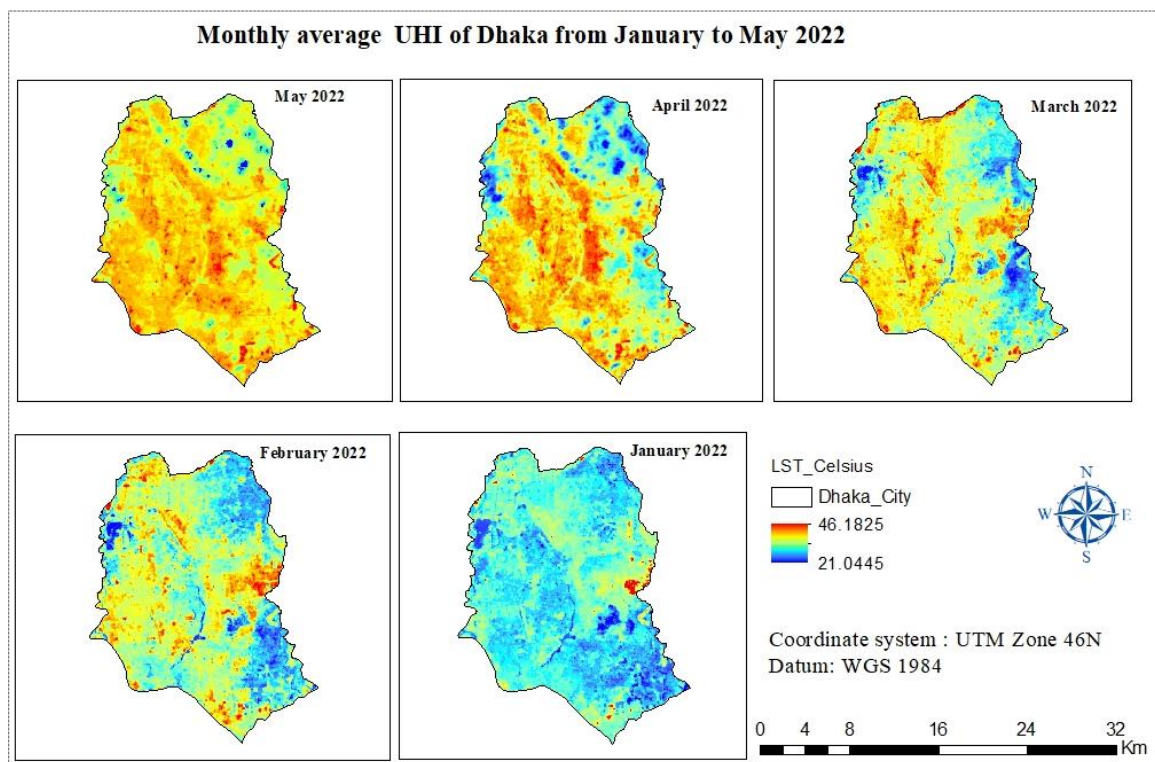 Monthly average UHI of Dhaka from January to May 2022
May 2022
April 2022
March 2022
February 2022
January 2022
LST_Celsius
Dhaka_City
46.1825
21.0445
N
W E
S
Coordinate system : UTM Zone 46N
Datum: WGS 1984
0 4 8 16 24 32
Km